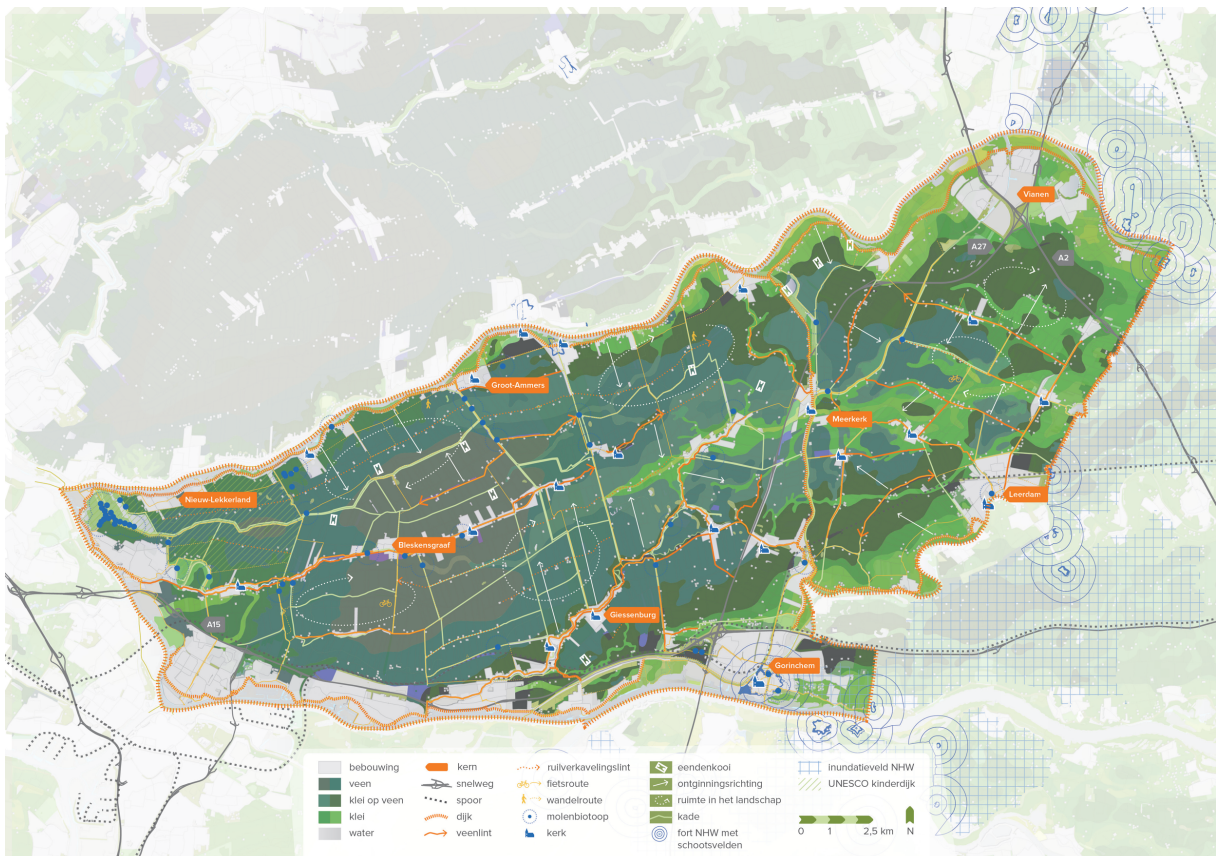 Vianen
A27
A2
Groot-Ammers
Meerkerk
Nieuw-Lekkerland
Leerdam
Bleskensgraaf
Giessenburg
A15
Gorinchem
bebouwing
veen
klei op veen
klei
water
kern
snelweg
spoor
dijk
veenlint
ruilverkavelingslint
fietsroute
wandelroute
molenbiotoop
kerk
eendenkooi
ontginningsrichting
ruimte in het landschap
kade
fort NHW met
schootsvelden
inundatieveld NHW
UNESCO kinderdijk
0 1 2,5 km N